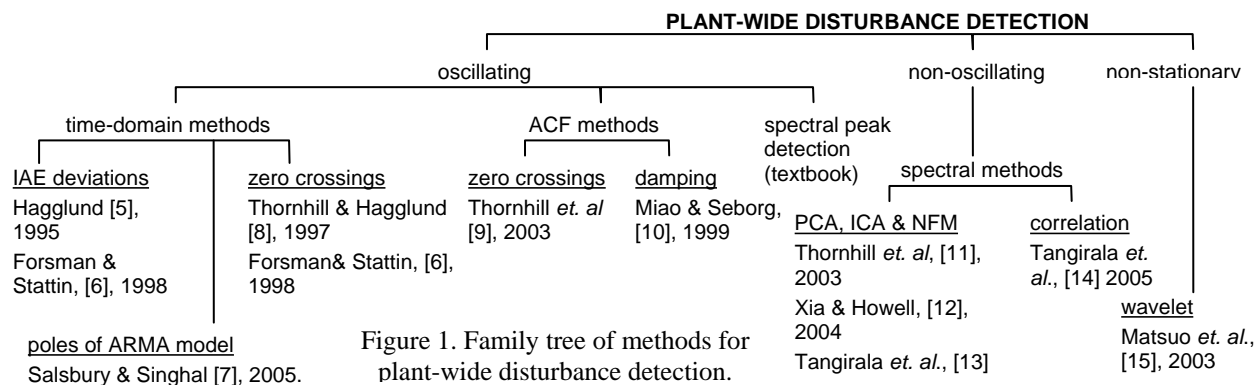 PLANT-WIDE DISTURBANCE DETECTION
oscillating
non-oscillating
non-stationary
time-domain methods
ACF methods
spectral peak
detection
(textbook)
spectral methods
IAE deviations
Hagglund [5],
1995
Forsman &
Stattin, [6], 1998
zero crossings
Thornhill & Hagglund
[8], 1997
Forsman& Stattin, [6],
1998
poles of ARMA model
Salsbury & Singhal [7], 2005.
zero crossings
Thornhill et. al
[9], 2003
damping
Miao & Seborg,
[10], 1999
PCA, ICA & NFM
Thornhill et. al, [11],
2003
Xia & Howell, [12],
2004
Tangirala et. al., [13]
correlation
Tangirala et.
al., [14] 2005
wavelet
Matsuo et. al.,
[15], 2003
Figure 1. Family tree of methods for
plant-wide disturbance detection.